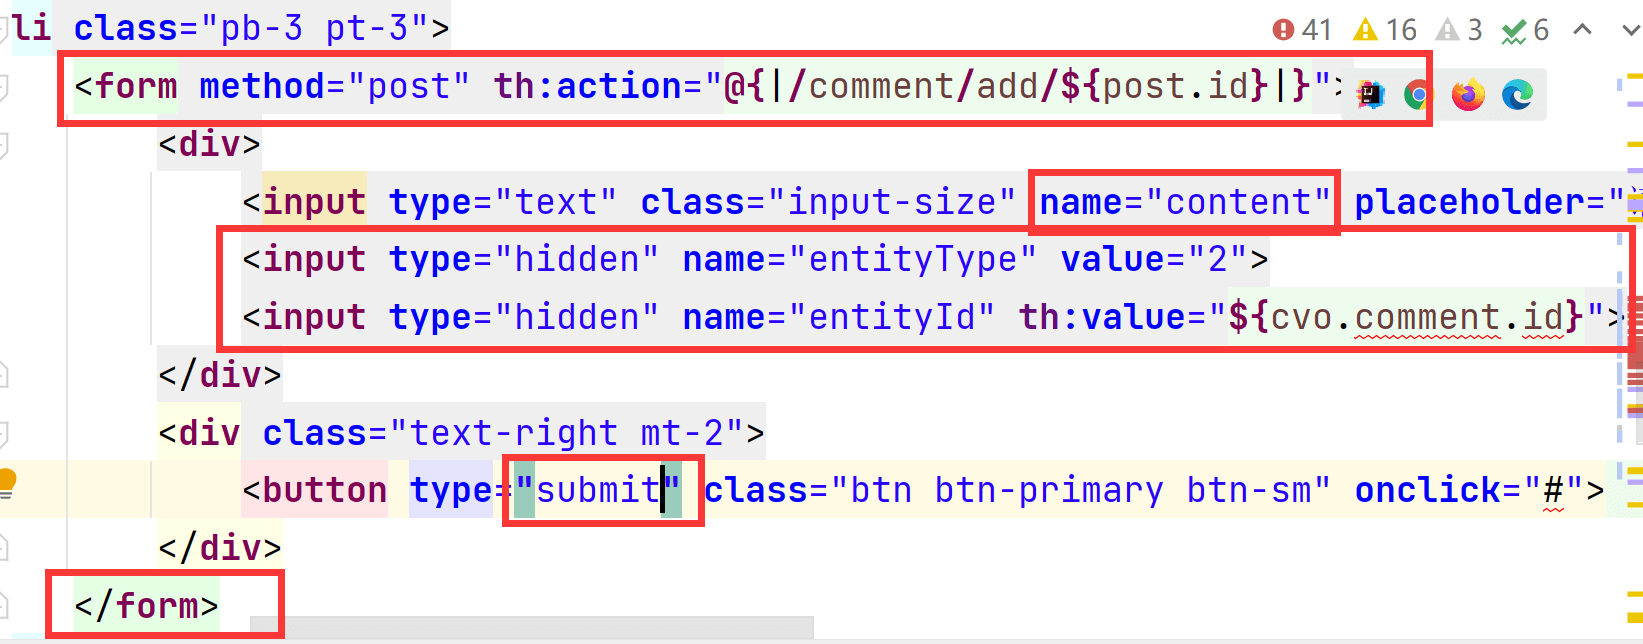 li class="pb-3 pt-3"> 41 16 3 6
<form method="post" th:action="@{|/comment/add/${post.id}|}">
<div>
<input type="text" class="input-size" name="content" placeholder="
<input type="hidden" name="entityType" value="2">
<input type="hidden" name="entityId" th:value="${cvo.comment.id}">
</div>
<div class="text-right mt-2">
<button type="submit" class="btn btn-primary btn-sm" onclick="#">
</div>
</form>